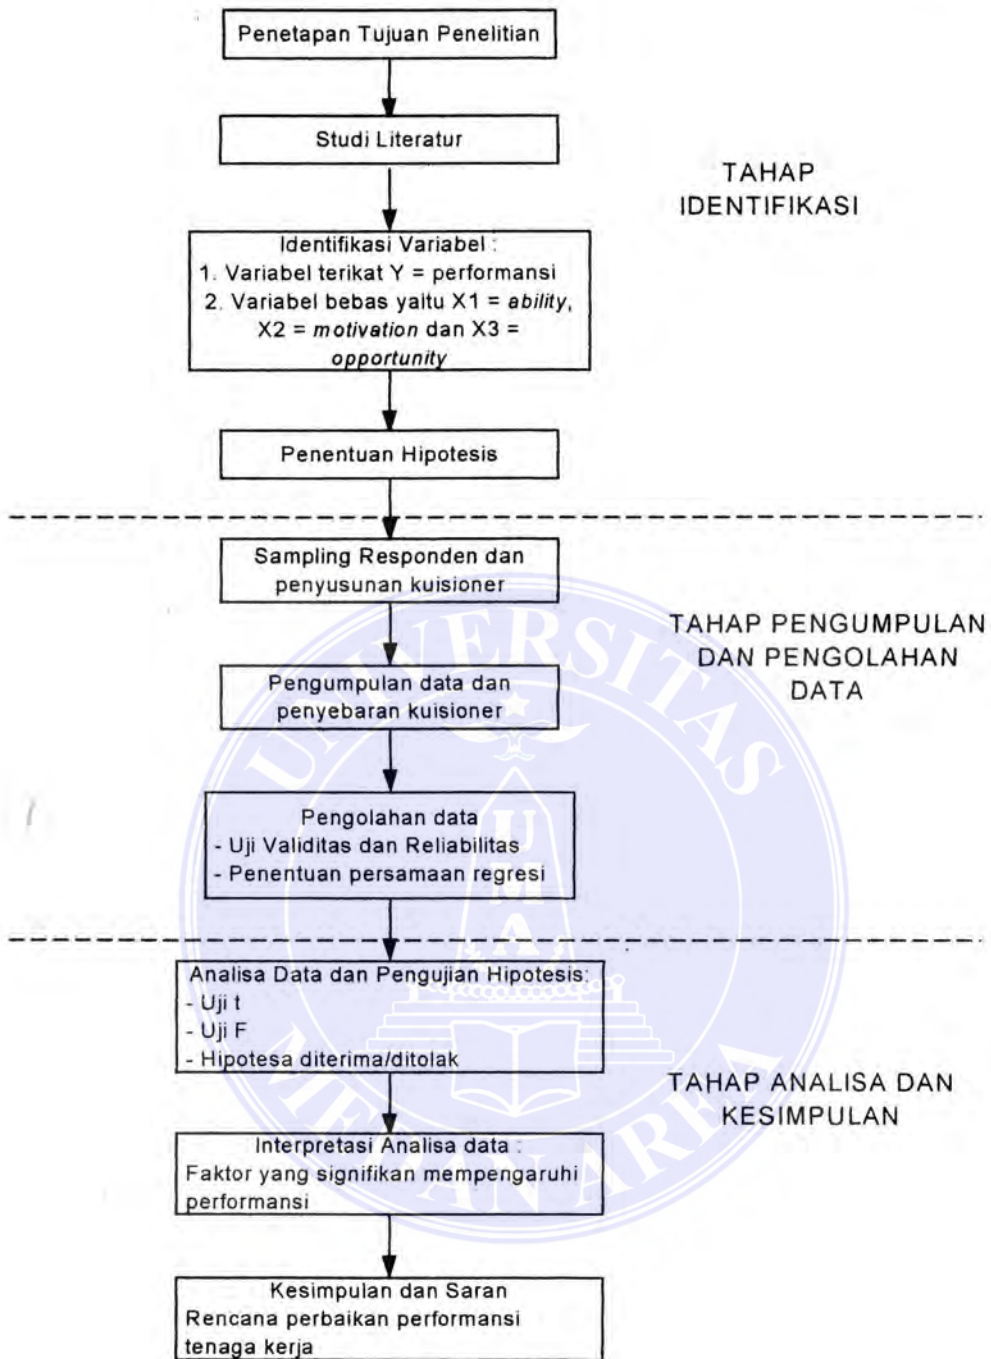 Penetapan Tujuan Penelitian
Studi Literatur
TAHAP
IDENTIFIKASI
Identifikasi Variabel :
1. Variabel terikat Y = performansi
2. Variabel bebas yaitu X1 = ability,
X2 = motivation dan X3 =
opportunity
Penentuan Hipotesis
Sampling Responden dan
penyusunan kuisioner
TAHAP PENGUMPULAN
DAN PENGOLAHAN
DATA
Pengumpulan data dan
penyebaran kuisioner
Pengolahan data
- Uji Validitas dan Reliabilitas
- Penentuan persamaan regresi
Analisa Data dan Pengujian Hipotesis:
- Uji t
- Uji F
- Hipotesa diterima/ditolak
TAHAP ANALISA DAN
KESIMPULAN
Interpretasi Analisa data :
Faktor yang signifikan mempengaruhi
performansi
Kesimpulan dan Saran
Rencana perbaikan performansi
tenaga kerja
UNIVERSITAS
MEDAN AREA
U
M
A